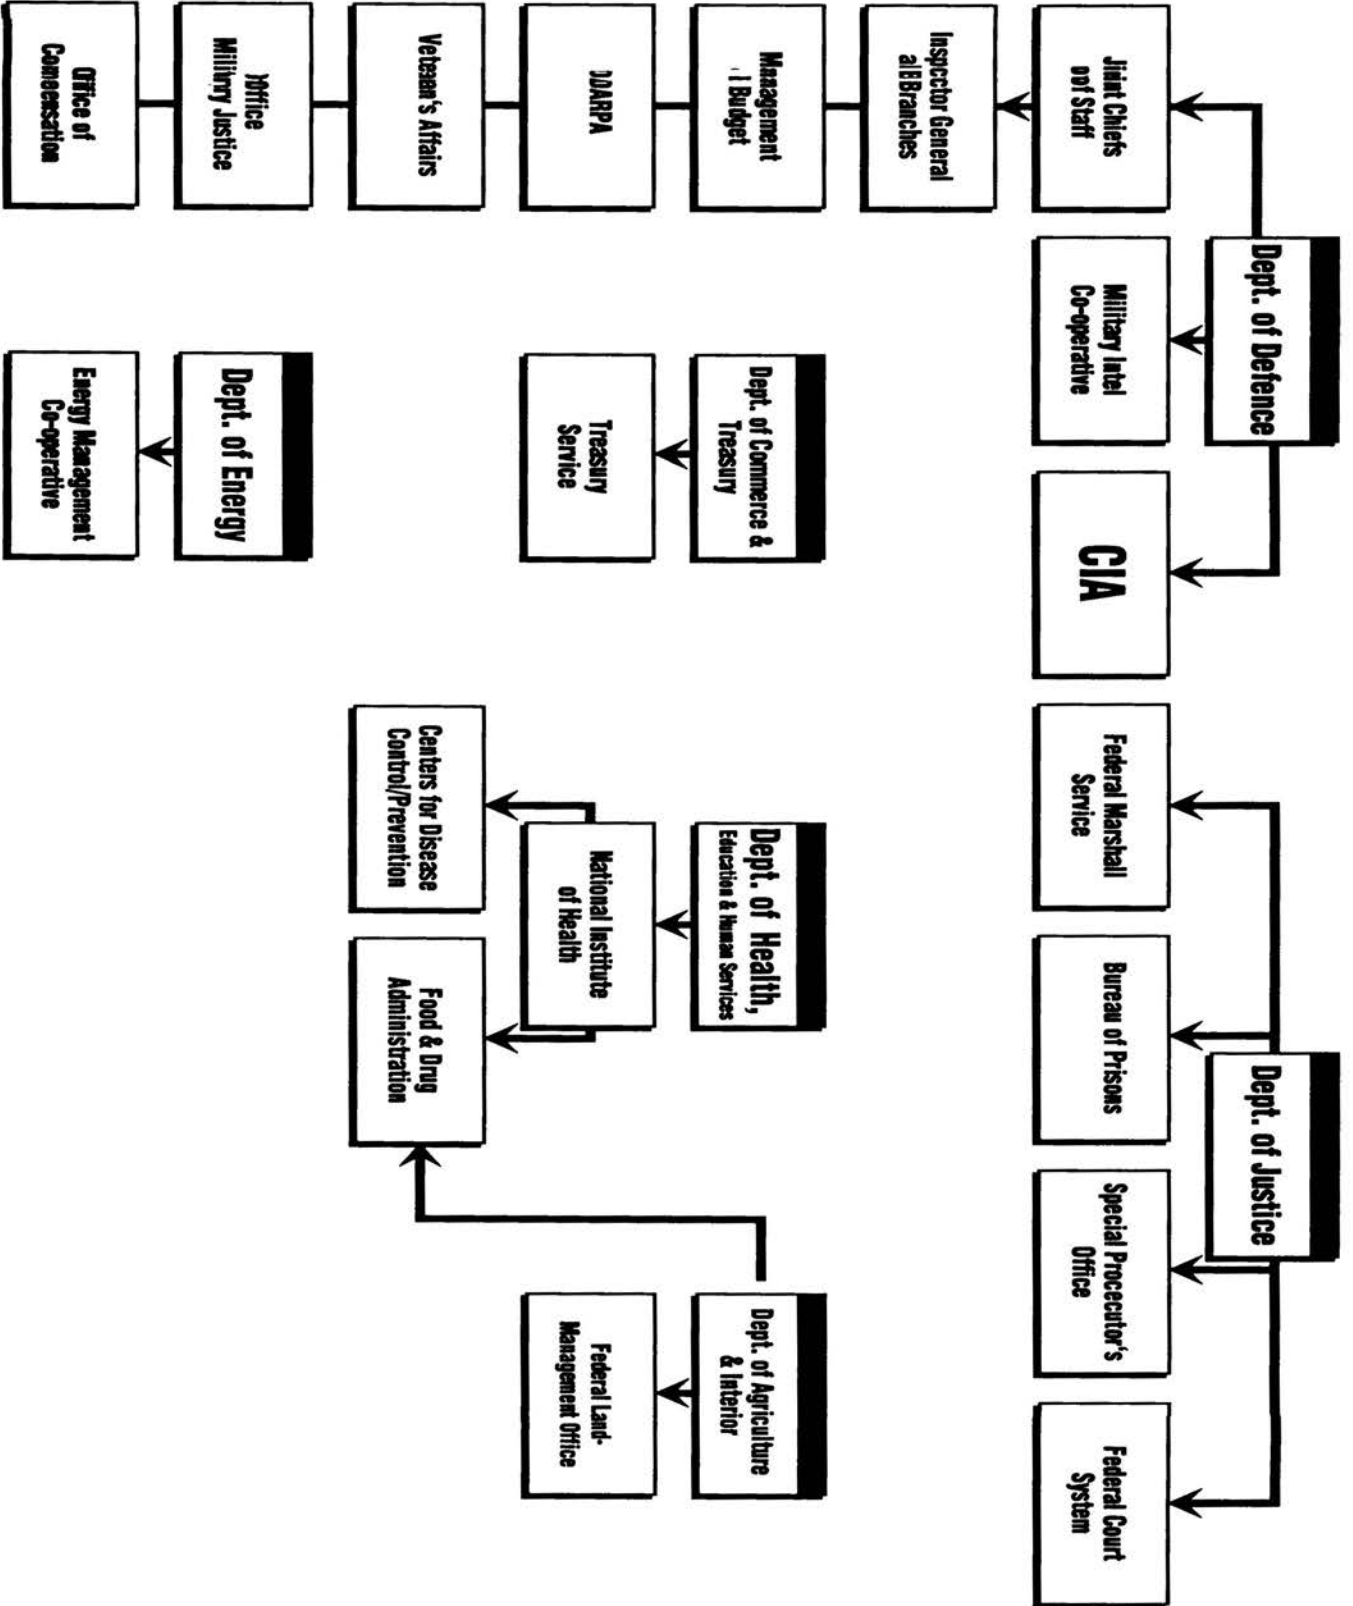 Dept. of Defence
Dept. of Justice
Jiint Chiefs
opf Staff
Military Intel
Co-operative
CIA
Federal Marshall
Service
Bureau of Prisons
Special Procecutor's
Office
Federal Court
System
Inspector General
all Branches
Management
Budget
Dept. of Commerce &
Treasury
Dept. of Health,
Education & Human Services
Dept. of Agriculture
& Interior
DARPA
Treasury
Service
National Institute
of Health
Federal Land-
Management Office
Veteran's Affairs
Centers for Disease
Control/Prevention
Food & Drug
Administration
Office
Military Justice
Dept. of Energy
Office of
Compensation
Energy Management
Co-operative